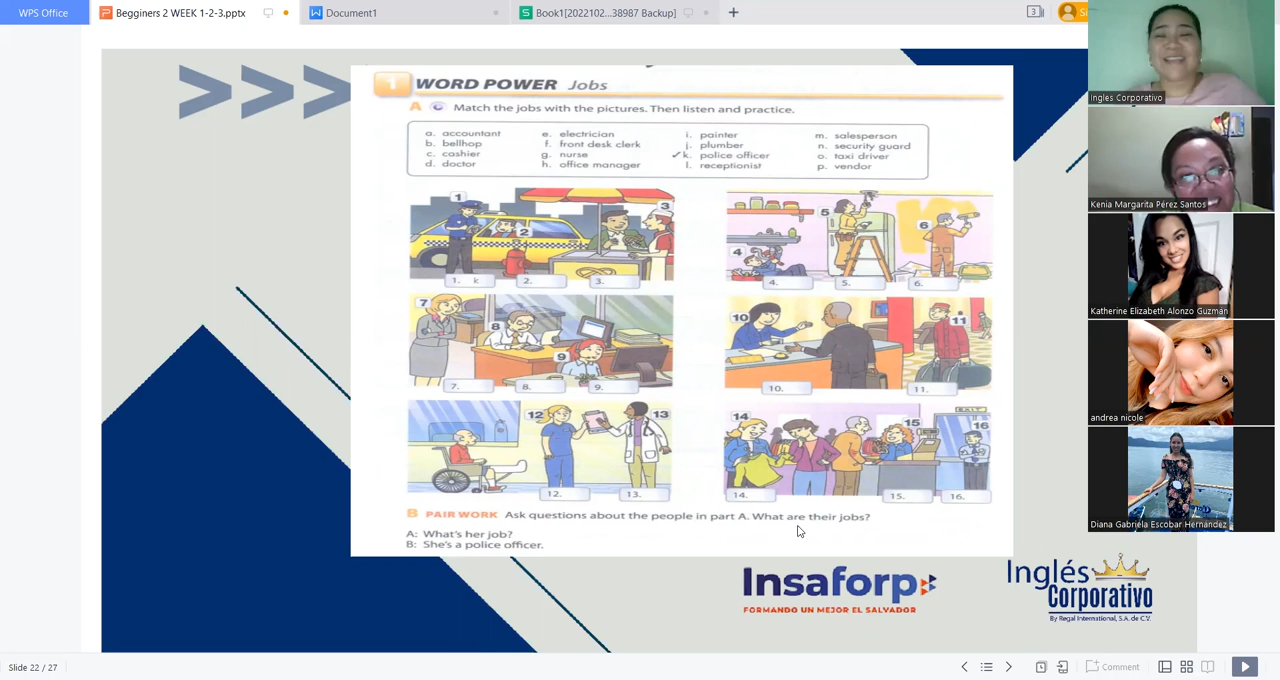 WPS Office
Begginers 2 WEEK 1-2-3.pptx
Document1
Book1[2022102...38987 Backup]
3
1 WORD POWER Jobs
A Match the jobs with the pictures. Then listen and practice.
a. accountant
b. bellhop
c. cashier
d. doctor
e. electrician
f. front desk clerk
g. nurse
h. office manager
i. painter
j. plumber
✓k. police officer
l. receptionist
m. salesperson
n. security guard
o. taxi driver
p. vendor
1 2 3
1. k 2. 3.
4 5 6
4. 5. 6.
7 8 9
7. 8. 9.
10 11
10. 11.
12 13
12. 13.
14 15 16
EXIT
14. 15. 16.
B PAIR WORK Ask questions about the people in part A. What are their jobs?
A: What's her job?
B: She's a police officer.
Insaforp
FORMANDO UN MEJOR EL SALVADOR
Inglés
Corporativo
By Regal International, S.A. de C.V.
Ingles Corporativo
Kenia Margarita Pérez Santos
Katherine Elizabeth Alonzo Guzmán
andrea nicole
Diana Gabriela Escobar Hernández
Slide 22 / 27
Comment